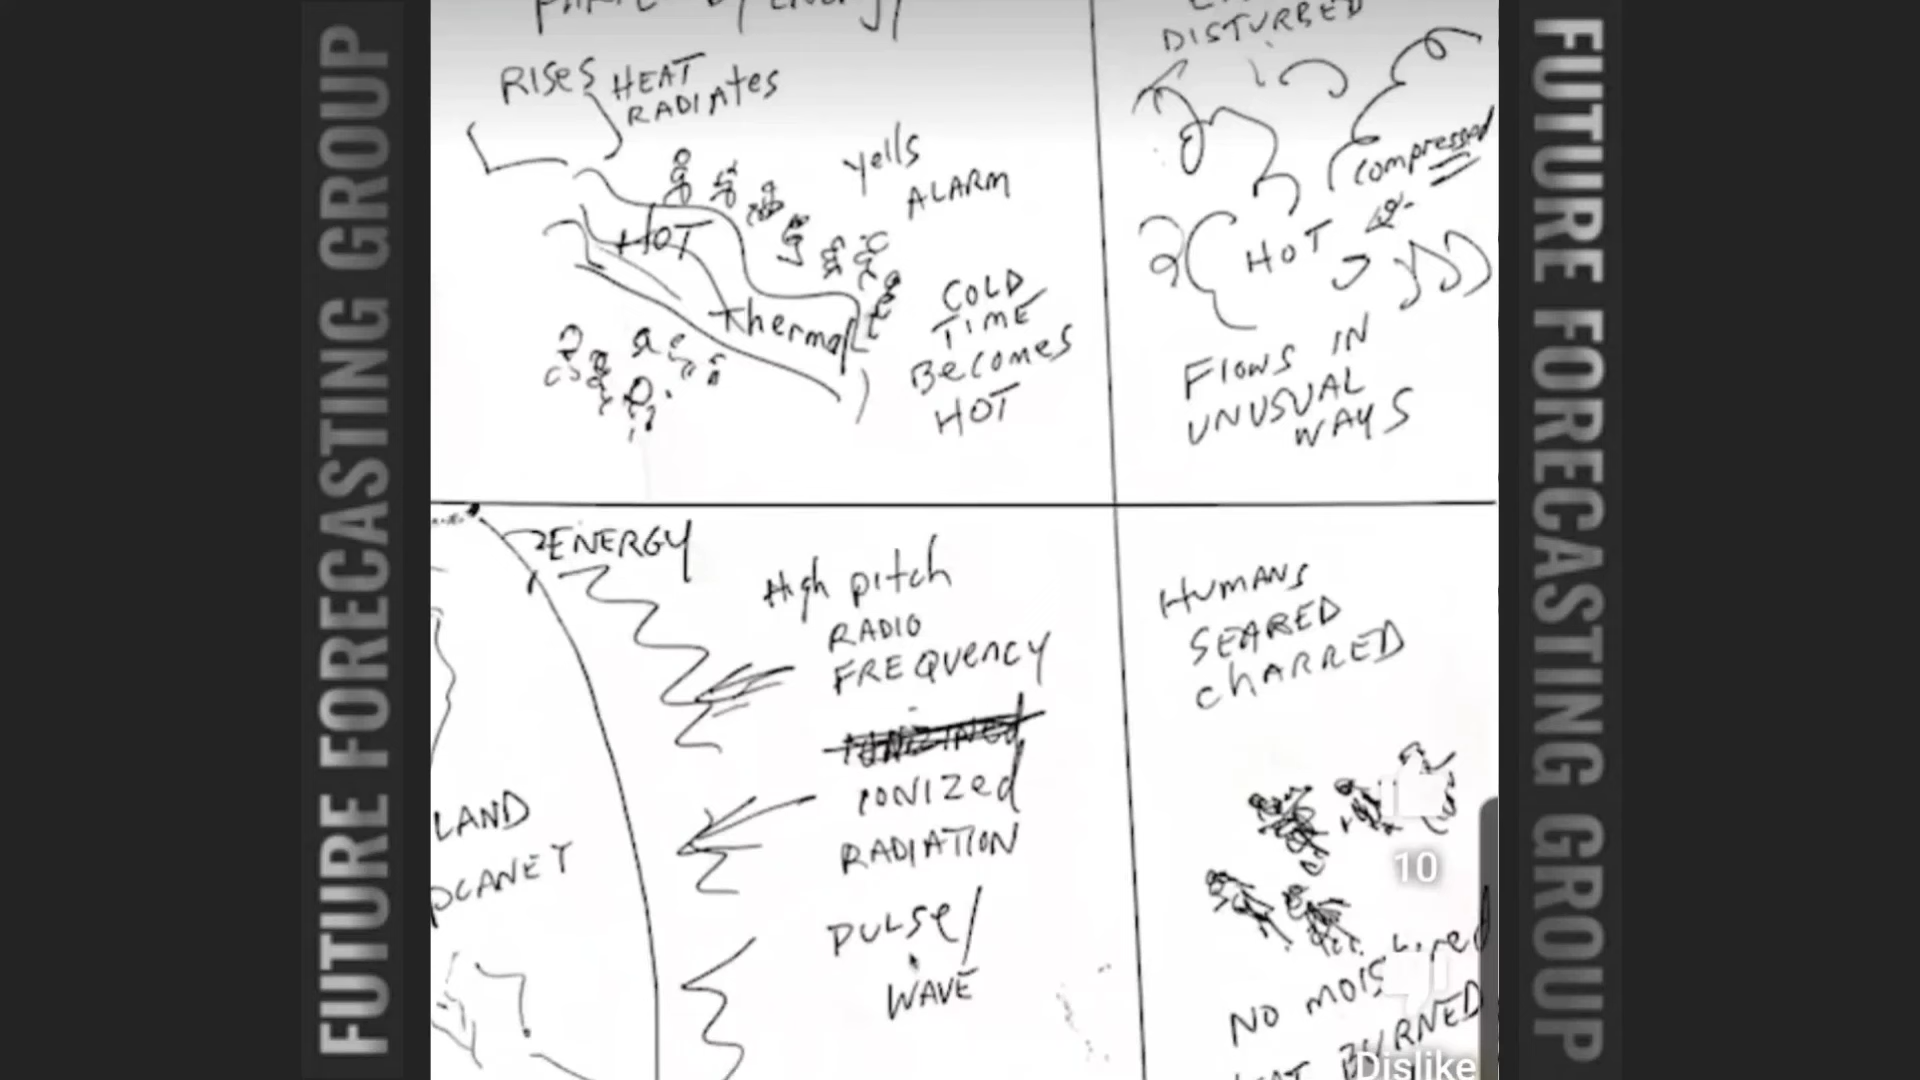 FUTURE FORECASTING GROUP
DISTURBED
RISES HEAT
RADIATES
yells
ALARM
HOT
Thermal
COLD
TIME
BECOMES
HOT
compressed
HOT
FLOWS IN
UNUSUAL
WAYS
ENERGY
LAND
PLANET
High pitch
RADIO
FREQUENCY
IONIZED
RADIATION
PULSE/
WAVE
HUMANS
SEARED
CHARRED
10
NO
BURNED
Dislike
FUTURE FORECASTING GROUP